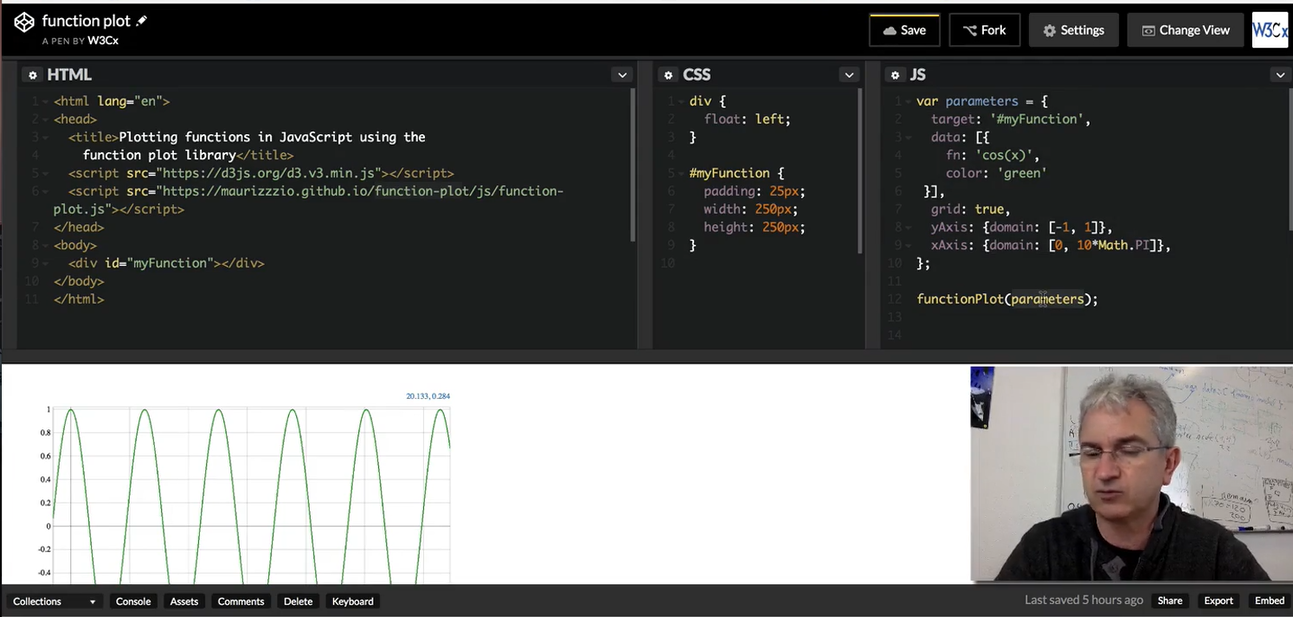 function plot
A PEN BY W3Cx
Save
Fork
Settings
Change View
W3Cx
HTML
1 <html lang="en">
2 <head>
3 <title>Plotting functions in JavaScript using the
4 function plot library</title>
5 <script src="https://d3js.org/d3.v3.min.js"></script>
6 <script src="https://maurizzzio.github.io/function-plot/js/function-
plot.js"></script>
7 </head>
8 <body>
9 <div id="myFunction"></div>
10 </body>
11 </html>
CSS
1 div {
2 float: left;
3 }
4
5 #myFunction {
6 padding: 25px;
7 width: 250px;
8 height: 250px;
9 }
10
JS
1 var parameters = {
2 target: '#myFunction',
3 data: [{
4 fn: 'cos(x)',
5 color: 'green'
6 }],
7 grid: true,
8 yAxis: {domain: [-1, 1]},
9 xAxis: {domain: [0, 10*Math.PI]},
10 };
11
12 functionPlot(parameters);
13
14
20.133, 0.284
1
0.8
0.6
0.4
0.2
0
-0.2
-0.4
Collections
Console
Assets
Comments
Delete
Keyboard
Last saved 5 hours ago
Share
Export
Embed